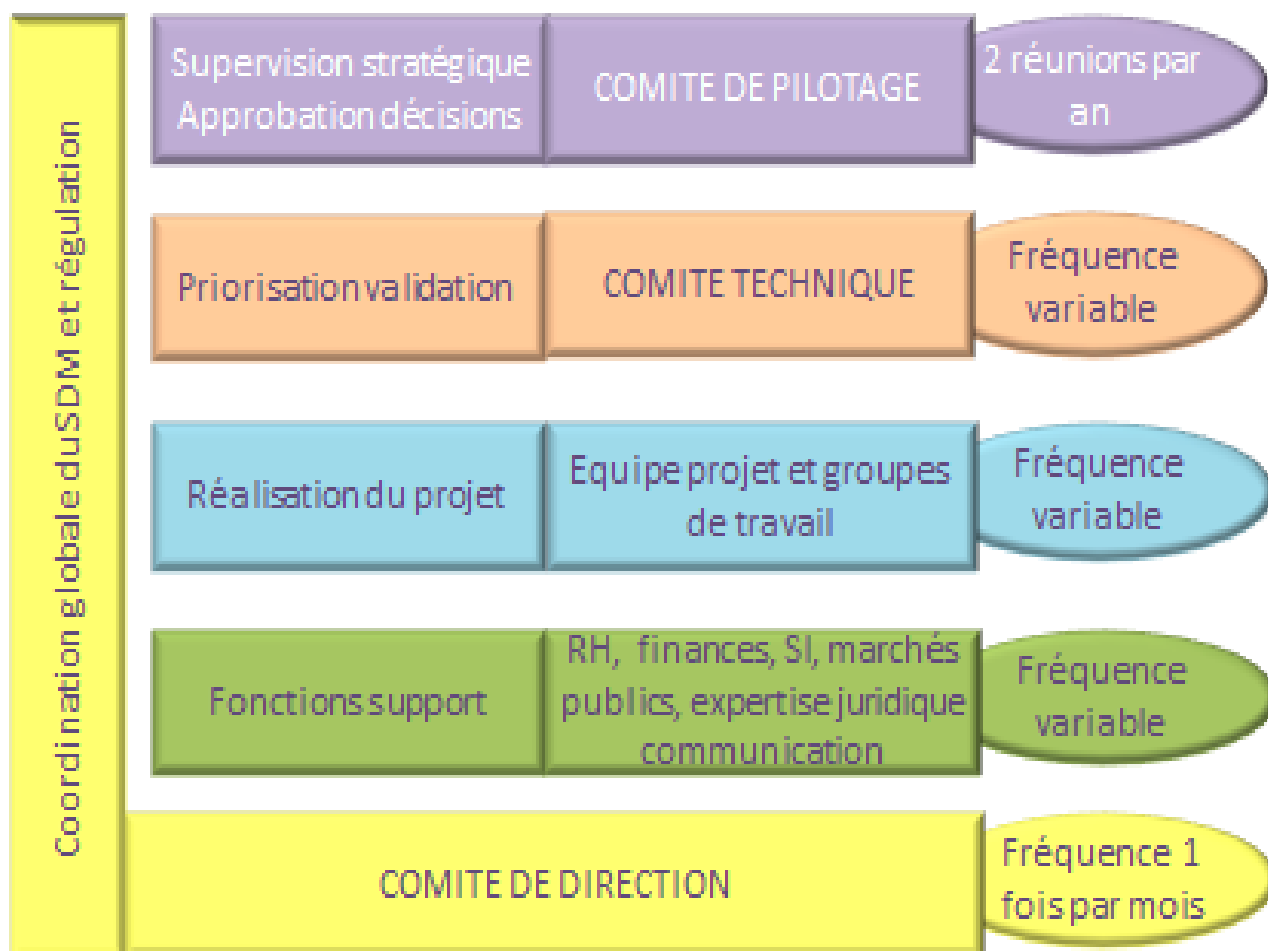 Coordination globale du SDM et régulation
Supervision stratégique
Approbation décisions
COMITE DE PILOTAGE
2 réunions par
an
Priorisation validation
COMITE TECHNIQUE
Fréquence
variable
Réalisation du projet
Equipe projet et groupes
de travail
Fréquence
variable
Fonctions support
RH, finances, SI, marchés
publics, expertise juridique
communication
Fréquence
variable
COMITE DE DIRECTION
Fréquence 1
fois par mois